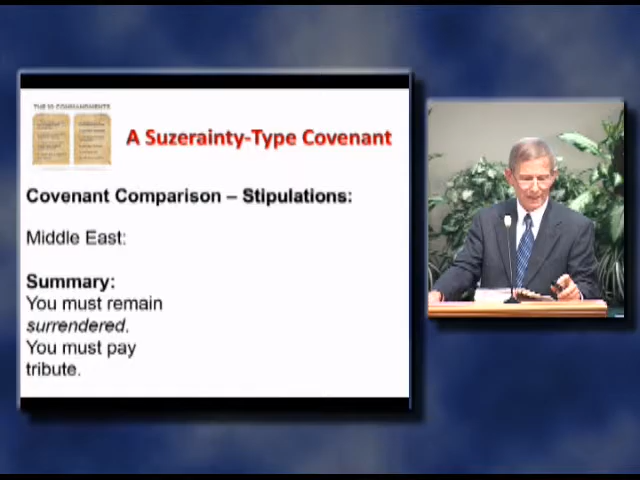 THE 10 COMMANDMENTS
A Suzerainty-Type Covenant
Covenant Comparison – Stipulations:
Middle East:
Summary:
You must remain
surrendered.
You must pay
tribute.